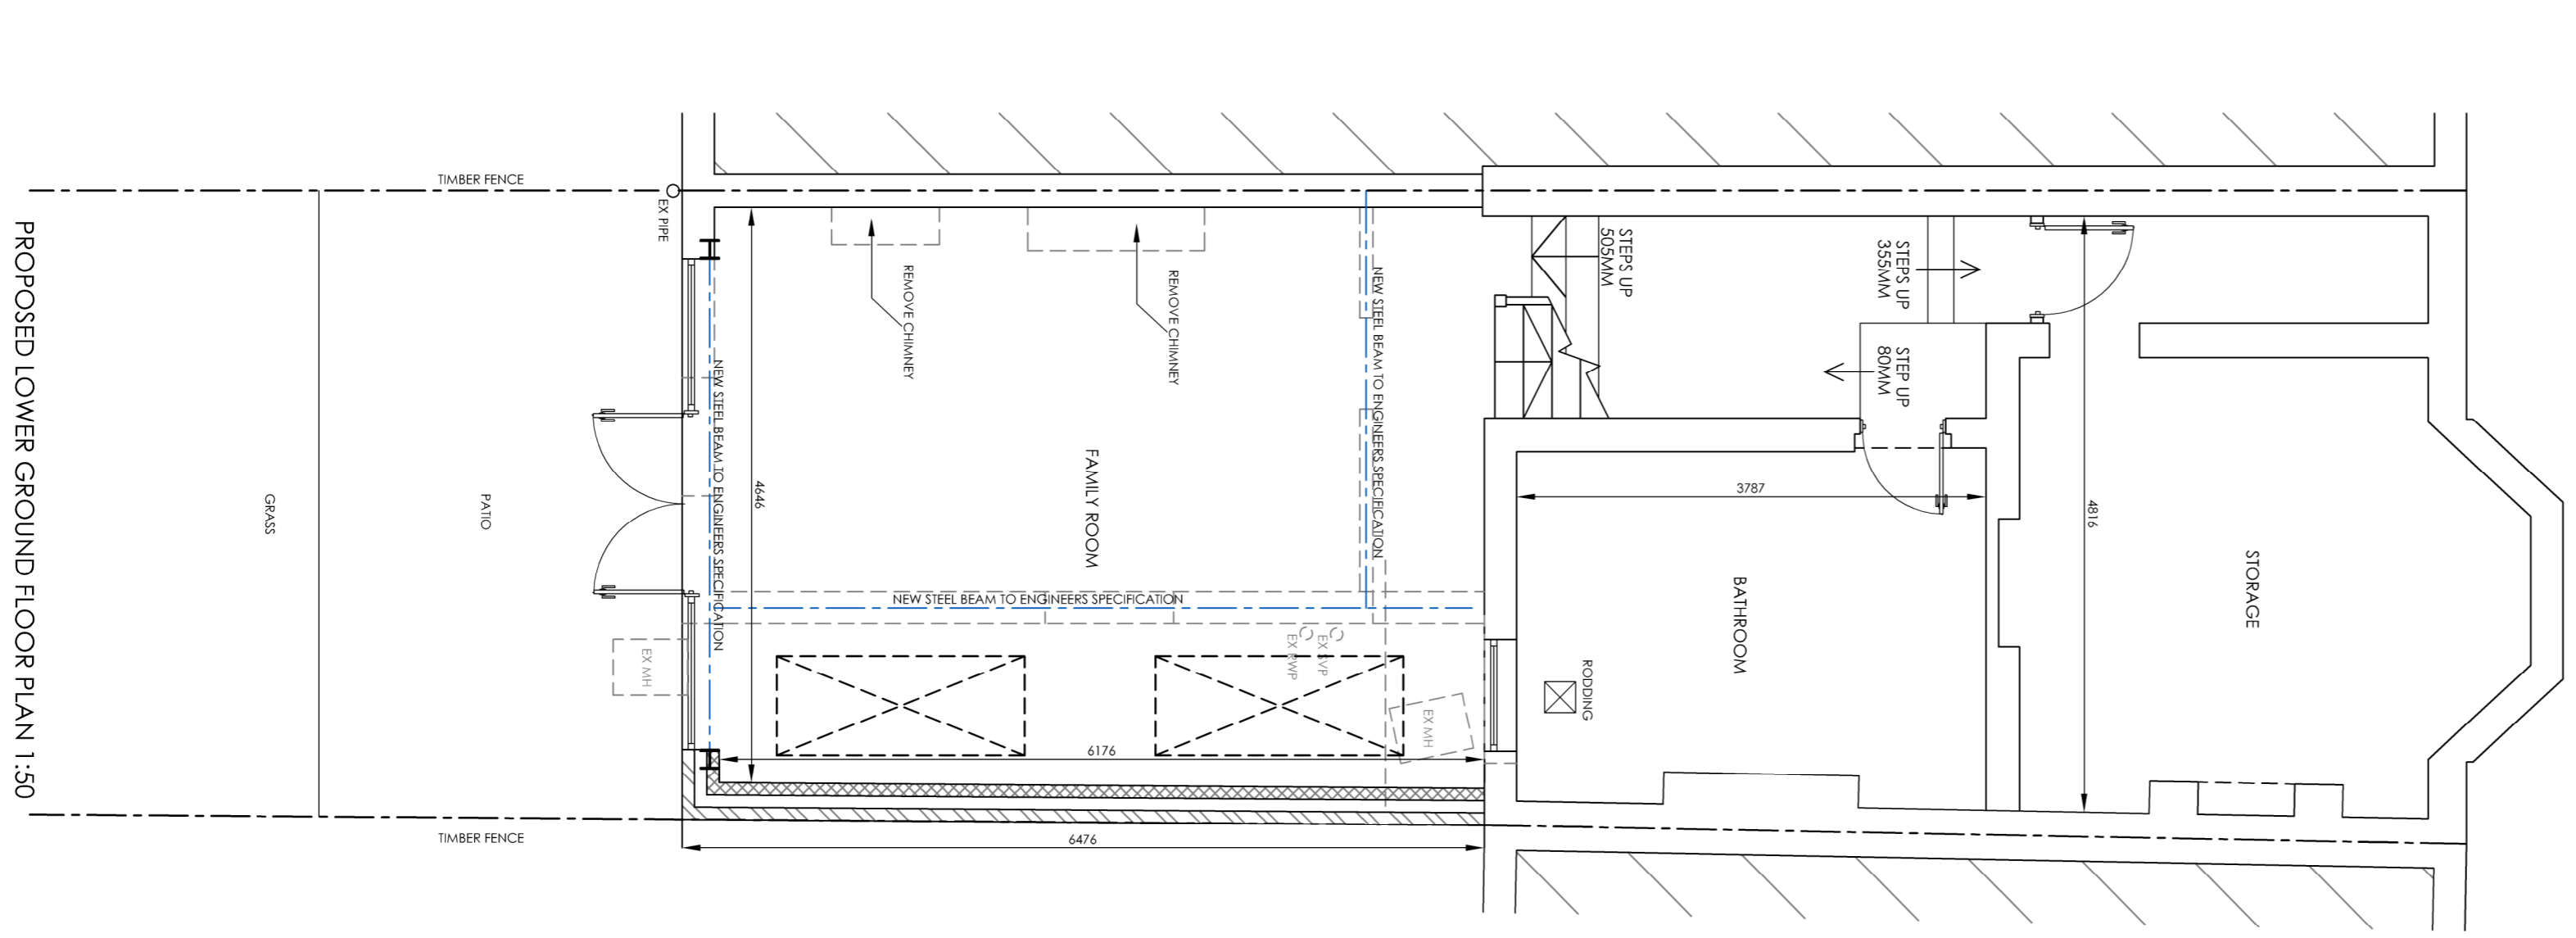 TIMBER FENCE
EX PIPE
REMOVE CHIMNEY
REMOVE CHIMNEY
NEW STEEL BEAM TO ENGINEERS SPECIFICATION
STEPS UP
505MM
STEPS UP
355MM
STEP UP
80MM
NEW STEEL BEAM TO ENGINEERS SPECIFICATION
4646
FAMILY ROOM
3787
4816
STORAGE
BATHROOM
GRASS
PATIO
NEW STEEL BEAM TO ENGINEERS SPECIFICATION
EX RWP
EX SVP
EX MH
EX MH
RODDING
6176
6476
TIMBER FENCE
PROPOSED LOWER GROUND FLOOR PLAN 1:50